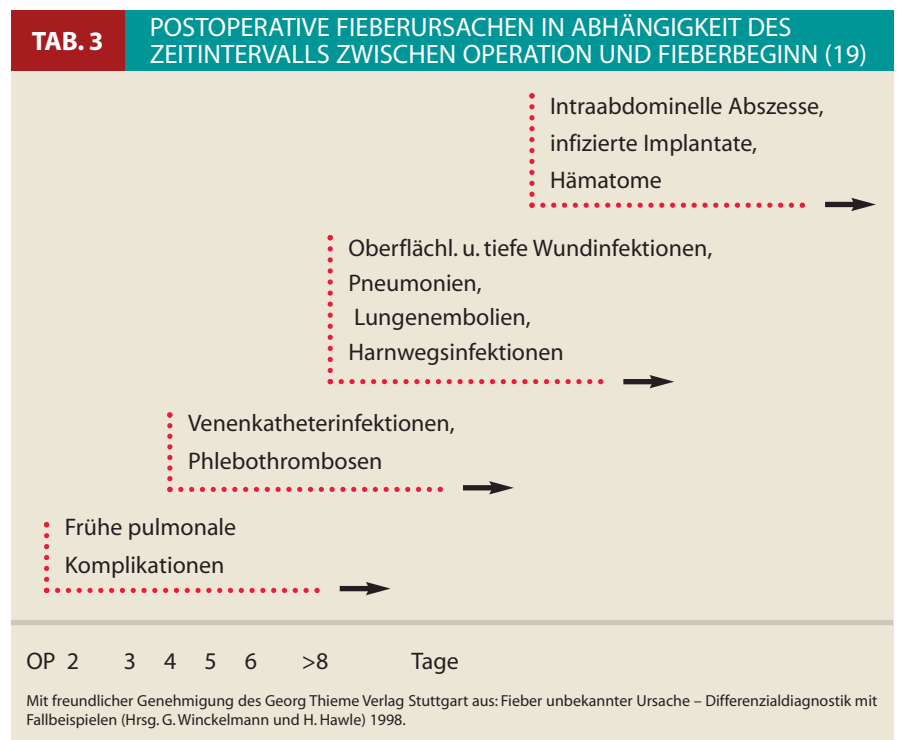 TAB. 3
POSTOPERATIVE FIEBERURSACHEN IN ABHÄNGIGKEIT DES
ZEITINTERVALLS ZWISCHEN OPERATION UND FIEBERBEGINN (19)
Intraabdominelle Abszesse,
infizierte Implantate,
Hämatome
Oberflächl. u. tiefe Wundinfektionen,
Pneumonien,
Lungenembolien,
Harnwegsinfektionen
Venenkatheterinfektionen,
Phlebothrombosen
Frühe pulmonale
Komplikationen
OP 2 3 4 5 6 >8 Tage
Mit freundlicher Genehmigung des Georg Thieme Verlag Stuttgart aus: Fieber unbekannter Ursache – Differenzialdiagnostik mit
Fallbeispielen (Hrsg. G. Winckelmann und H. Hawle) 1998.